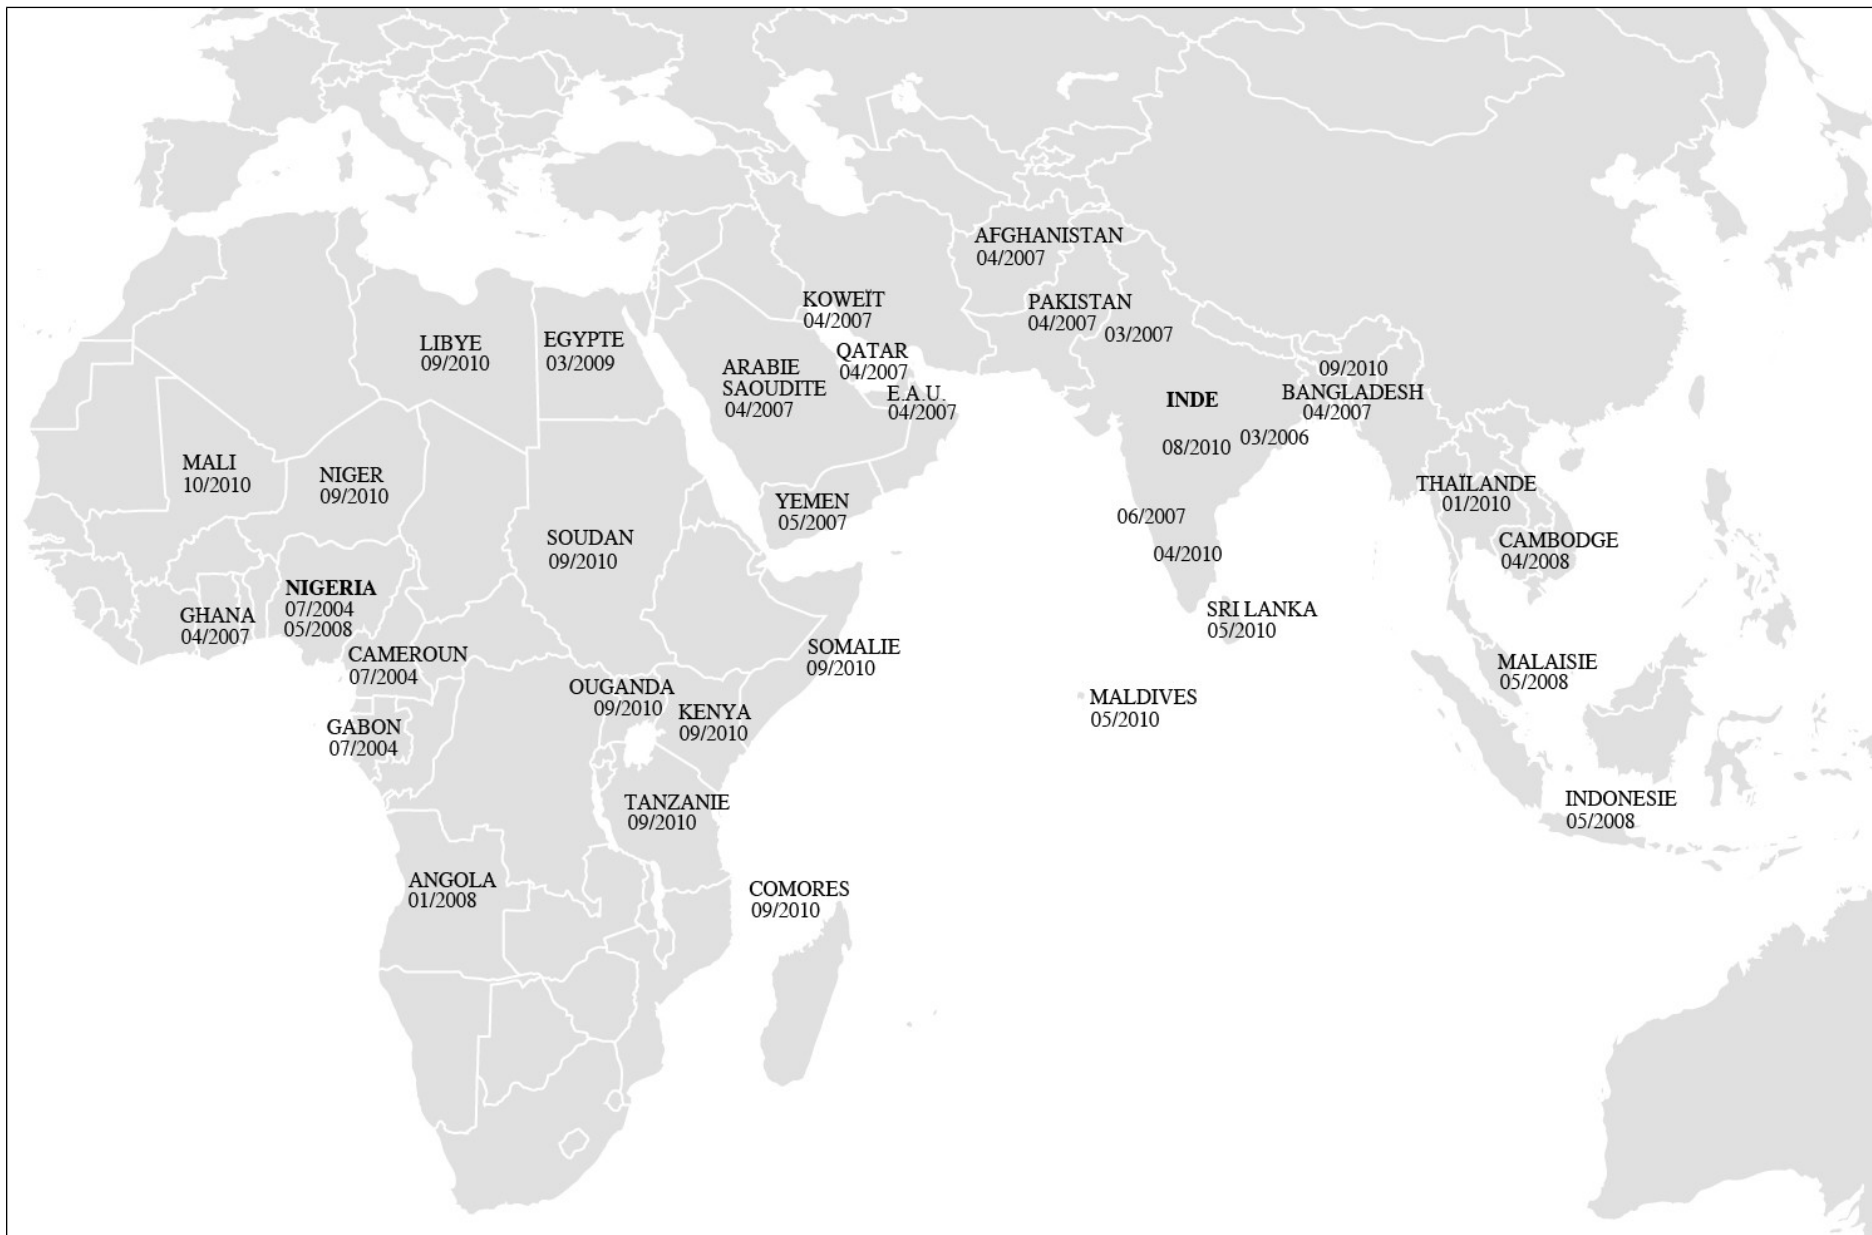 AFGHANISTAN
04/2007
KOWEÏT
04/2007
PAKISTAN
04/2007
03/2007
LIBYE
09/2010
EGYPTE
03/2009
QATAR
04/2007
ARABIE
SAOUDITE
04/2007
E.A.U.
04/2007
INDE
09/2010
BANGLADESH
04/2007
03/2006
08/2010
06/2007
04/2010
MALI
10/2010
NIGER
09/2010
YEMEN
05/2007
THAÏLANDE
01/2010
SOUDAN
09/2010
CAMBODGE
04/2008
NIGERIA
07/2004
05/2008
GHANA
04/2007
SRI LANKA
05/2010
CAMEROUN
07/2004
SOMALIE
09/2010
MALAISIE
05/2008
OUGANDA
09/2010
KENYA
09/2010
MALDIVES
05/2010
GABON
07/2004
TANZANIE
09/2010
INDONESIE
05/2008
ANGOLA
01/2008
COMORES
09/2010